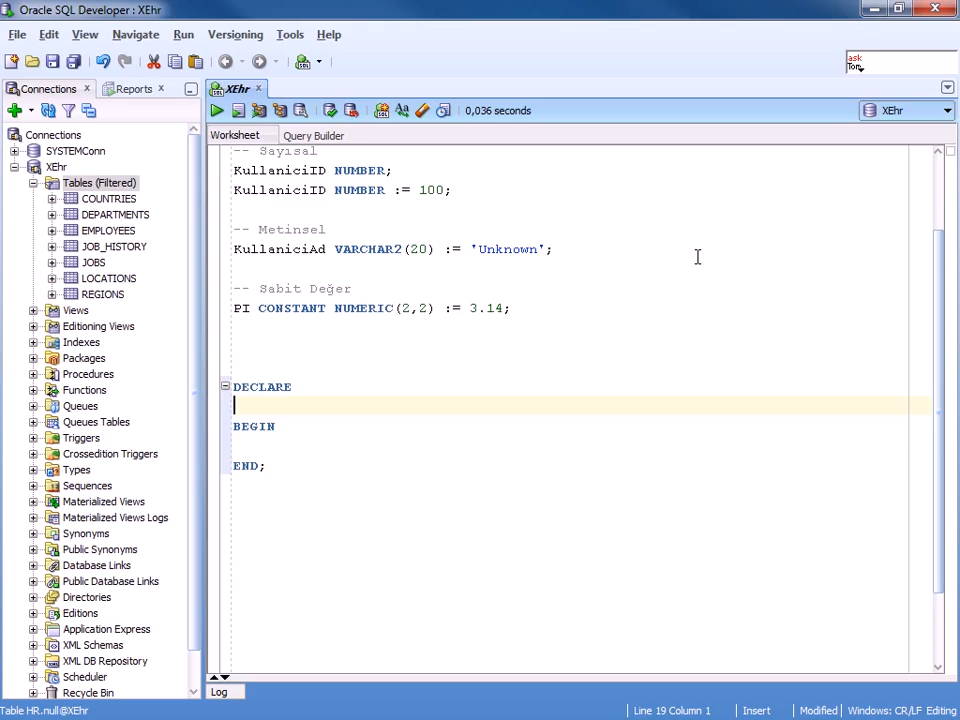 Oracle SQL Developer : XEhr
File Edit View Navigate Run Versioning Tools Help
ask
Tom
Connections
Reports
XEhr
0,036 seconds
XEhr
Worksheet
Query Builder
Connections
SYSTEMConn
XEhr
Tables (Filtered)
COUNTRIES
DEPARTMENTS
EMPLOYEES
JOB_HISTORY
JOBS
LOCATIONS
REGIONS
Views
Editioning Views
Indexes
Packages
Procedures
Functions
Queues
Queues Tables
Triggers
Crossedition Triggers
Types
Sequences
Materialized Views
Materialized Views Logs
Synonyms
Public Synonyms
Database Links
Public Database Links
Directories
Editions
Application Express
XML Schemas
XML DB Repository
Scheduler
Recycle Bin
-- Sayısal
KullaniciID NUMBER;
KullaniciID NUMBER := 100;
-- Metinsel
KullaniciAd VARCHAR2(20) := 'Unknown';
-- Sabit Değer
PI CONSTANT NUMERIC(2,2) := 3.14;
DECLARE
BEGIN
END;
Log
Table HR.null@XEhr
Line 19 Column 1
Insert
Modified
Windows: CR/LF Editing